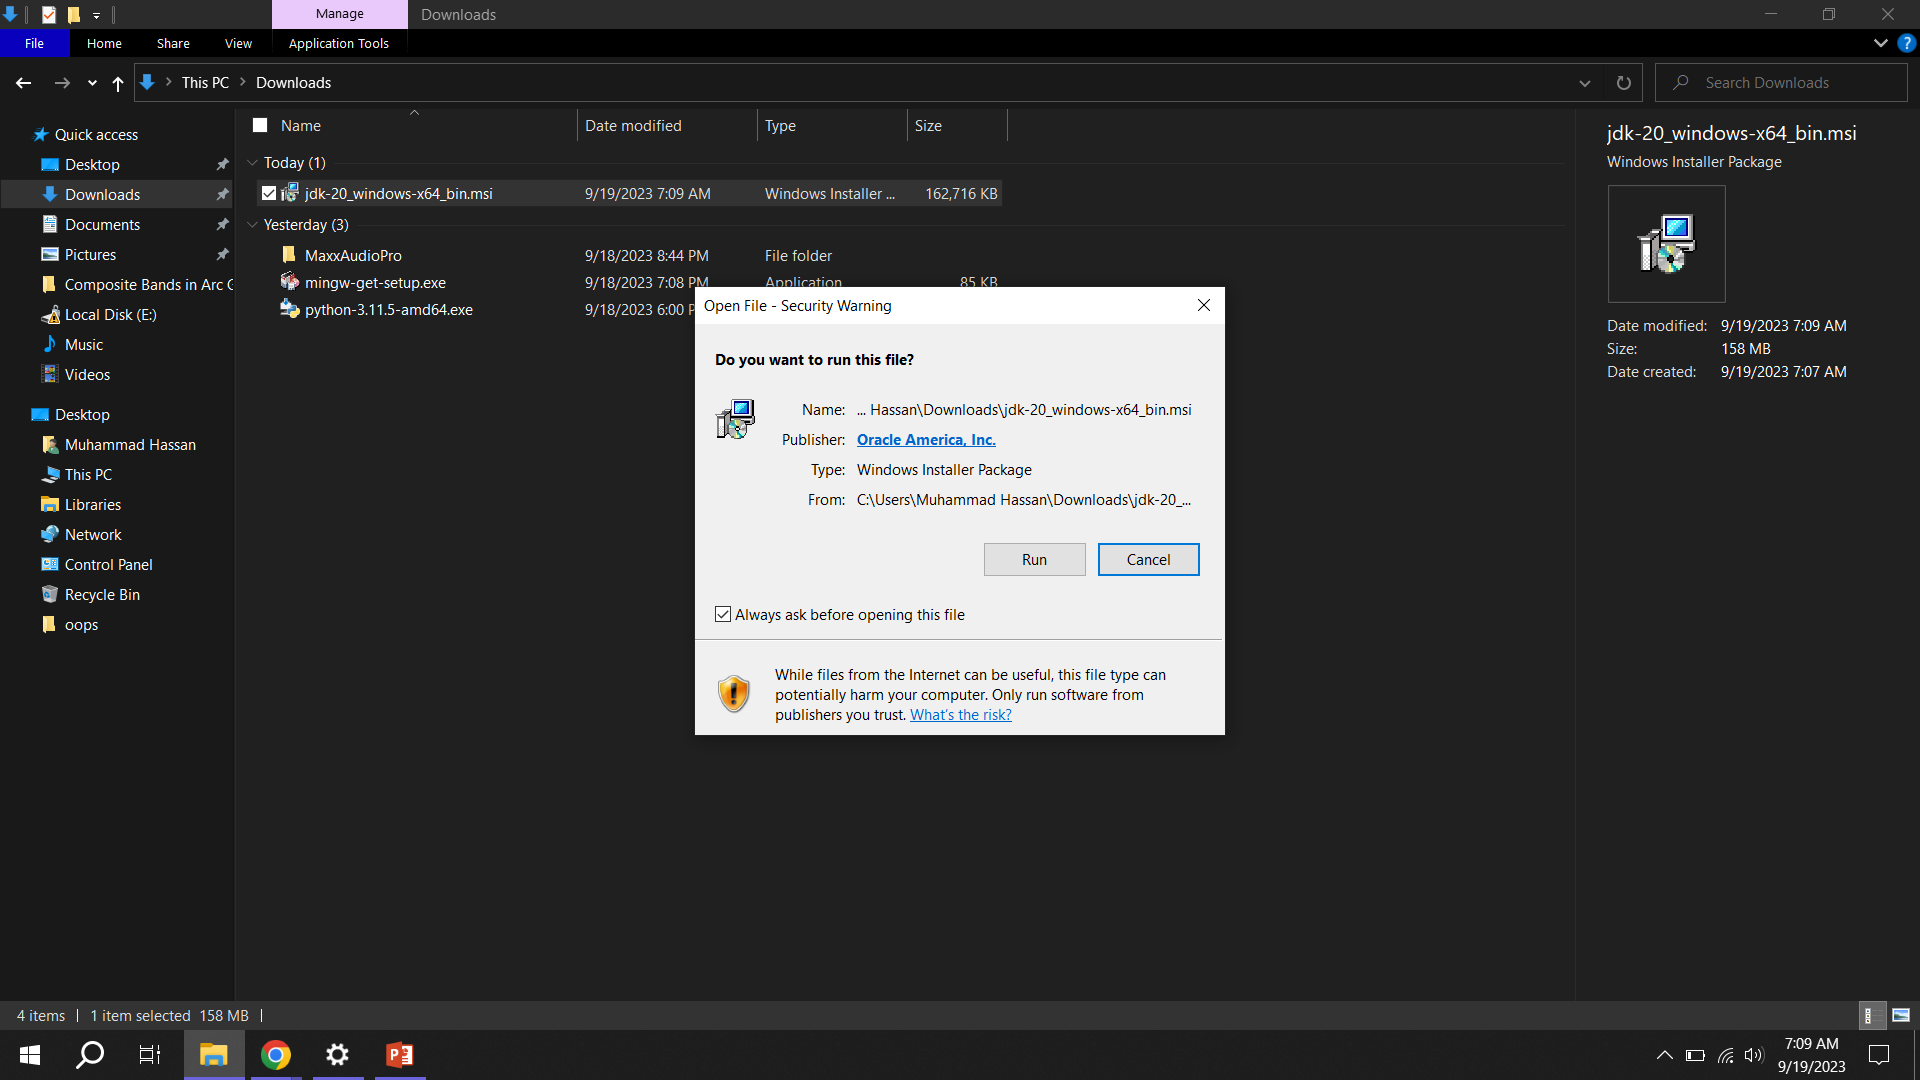 Manage
Downloads
File
Home
Share
View
Application Tools
?
This PC
Downloads
Search Downloads
Quick access
Desktop
Downloads
Documents
Pictures
Composite Bands in Arc G
Local Disk (E:)
Music
Videos
Desktop
Muhammad Hassan
This PC
Libraries
Network
Control Panel
Recycle Bin
oops
Name Date modified Type Size
Today (1)
jdk-20_windows-x64_bin.msi 9/19/2023 7:09 AM Windows Installer ... 162,716 KB
Yesterday (3)
MaxxAudioPro 9/18/2023 8:44 PM File folder
mingw-get-setup.exe 9/18/2023 7:08 PM Application 85 KB
python-3.11.5-amd64.exe 9/18/2023 6:00 P
Open File - Security Warning
Do you want to run this file?
Name: ... Hassan\Downloads\jdk-20_windows-x64_bin.msi
Publisher: Oracle America, Inc.
Type: Windows Installer Package
From: C:\Users\Muhammad Hassan\Downloads\jdk-20_...
Run
Cancel
Always ask before opening this file
While files from the Internet can be useful, this file type can
potentially harm your computer. Only run software from
publishers you trust. What's the risk?
jdk-20_windows-x64_bin.msi
Windows Installer Package
Date modified: 9/19/2023 7:09 AM
Size: 158 MB
Date created: 9/19/2023 7:07 AM
4 items
1 item selected 158 MB
7:09 AM
9/19/2023